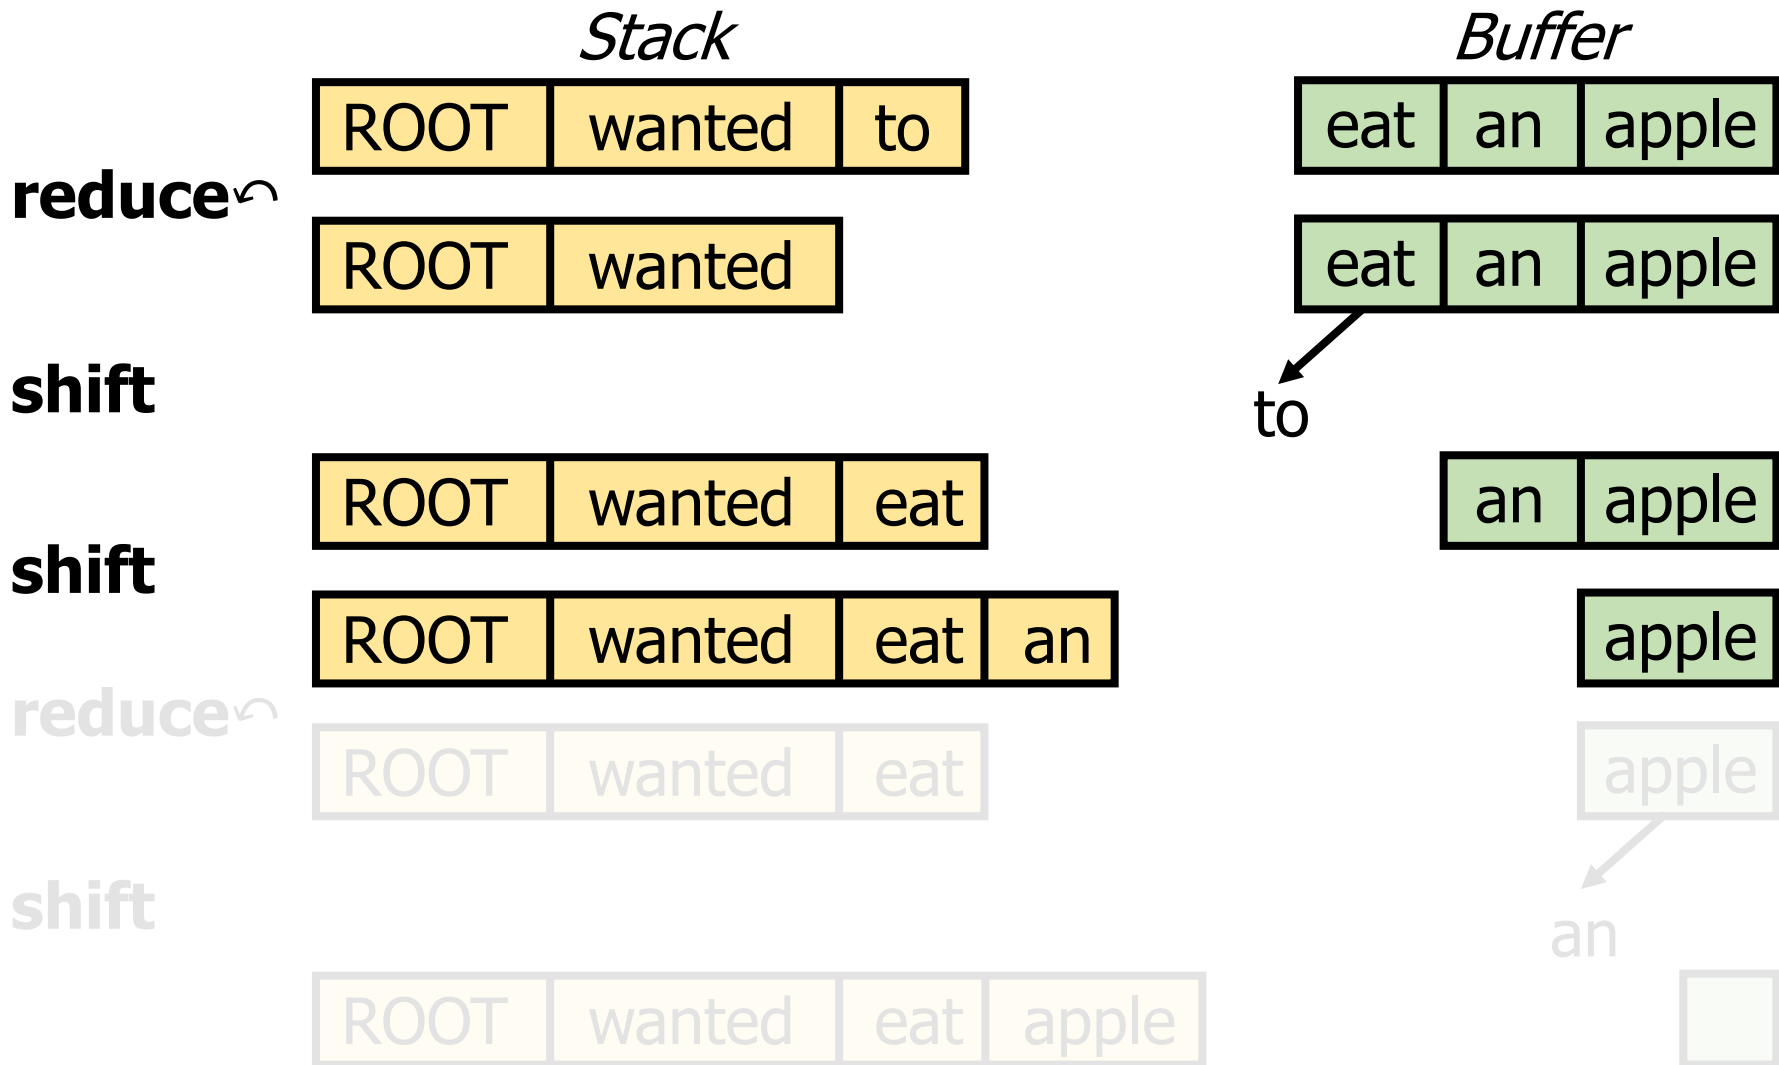 Stack Buffer
ROOT wanted to eat an apple
reduce
ROOT wanted eat an apple
shift
to
ROOT wanted eat an apple
shift
ROOT wanted eat an apple
reduce
ROOT wanted eat apple
shift
an
ROOT wanted eat apple